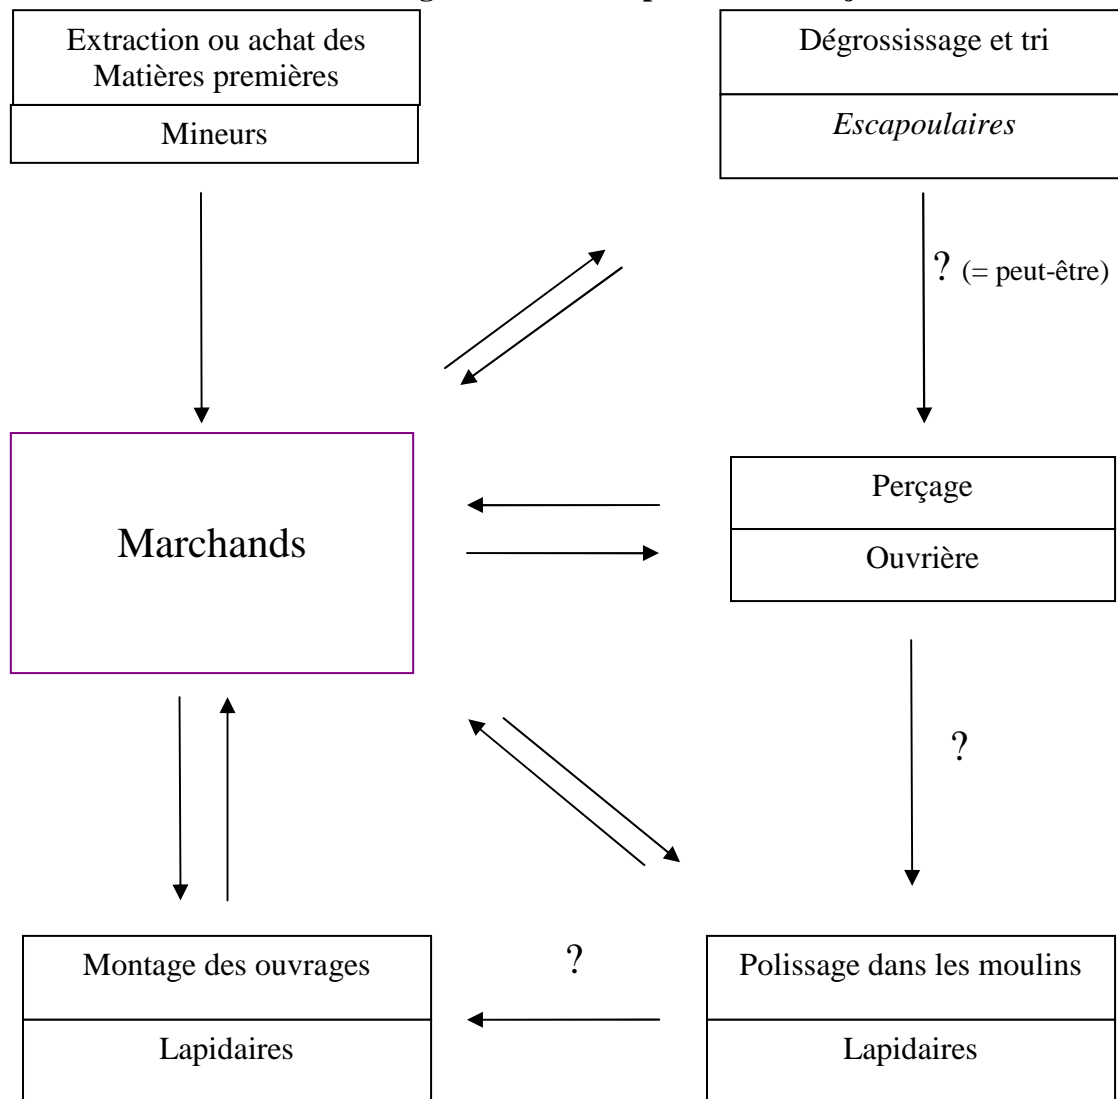 Extraction ou achat des
Matières premières
Mineurs
Dégrossissage et tri
Escapoulaires
? (= peut-être)
Marchands
Perçage
Ouvrière
?
Montage des ouvrages
Lapidaires
?
Polissage dans les moulins
Lapidaires